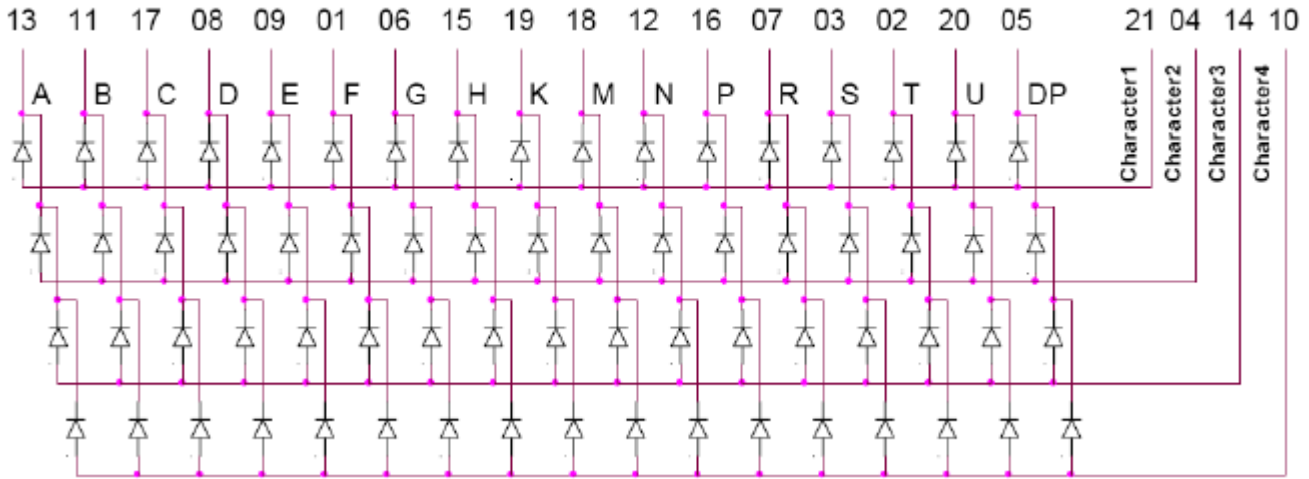 13 11 17 08 09 01 06 15 19 18 12 16 07 03 02 20 05 21 04 14 10
A B C D E F G H K M N P R S T U DP
Character1
Character2
Character3
Character4